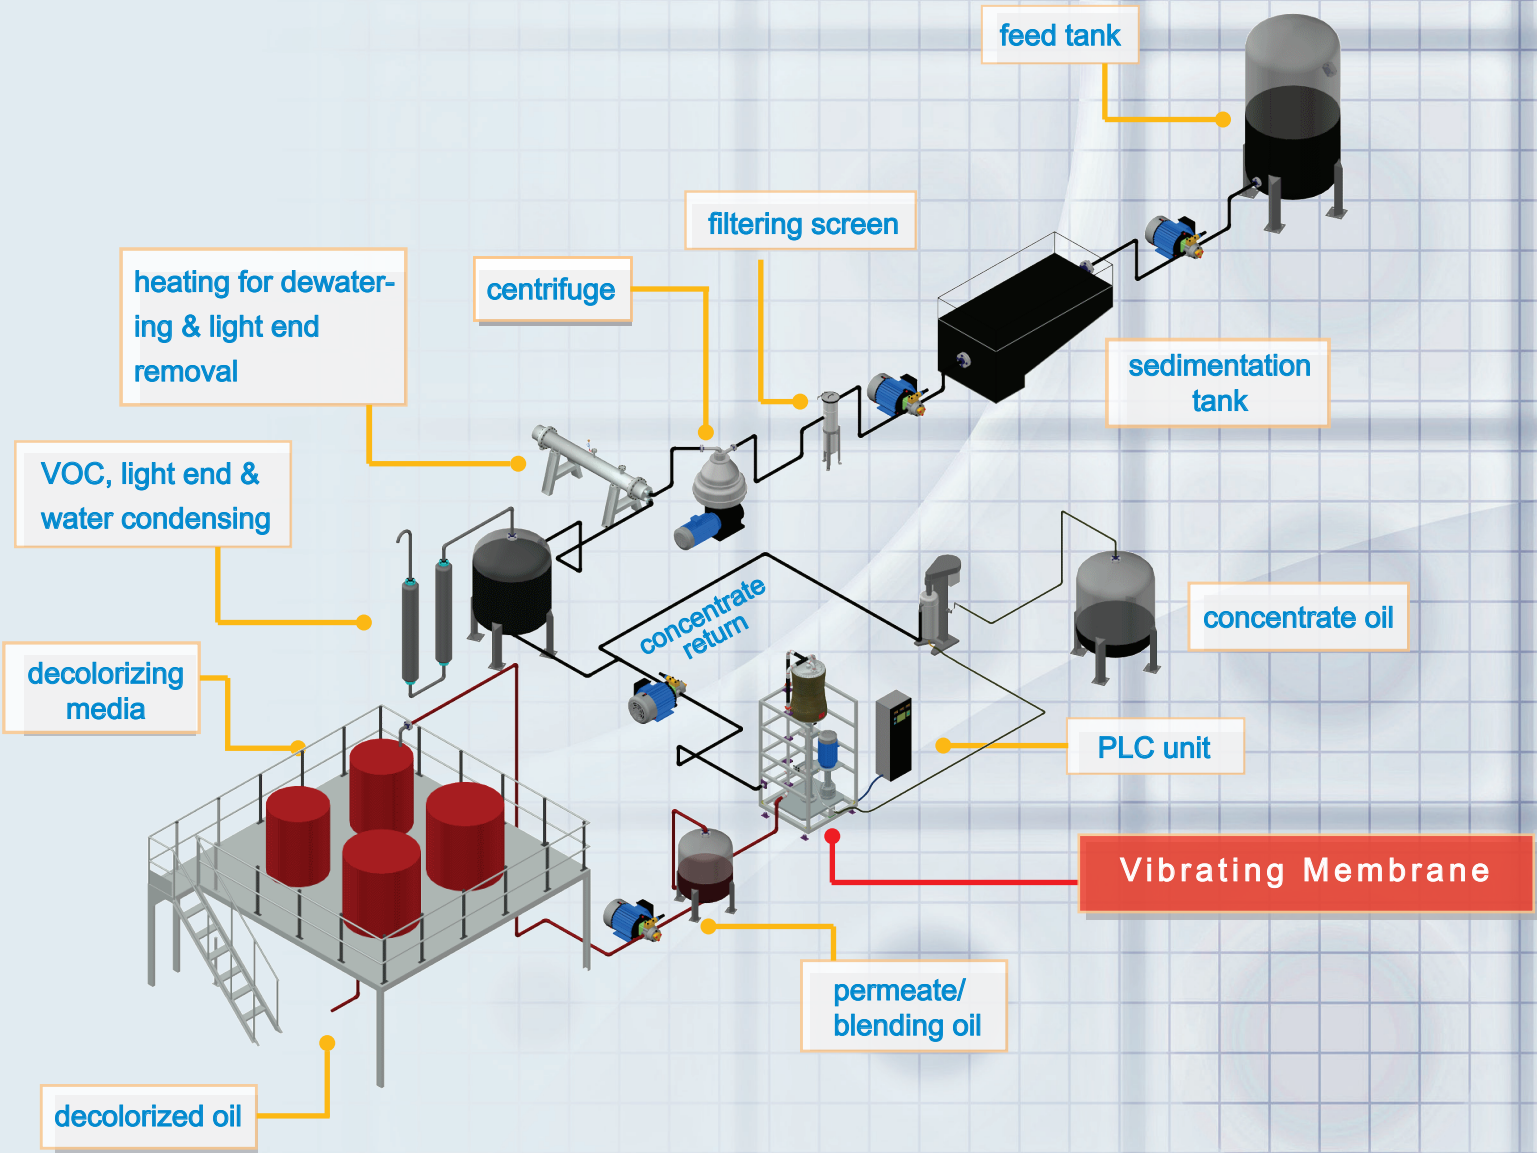 feed tank
filtering screen
heating for dewater-
ing & light end
removal
centrifuge
sedimentation
tank
VOC, light end &
water condensing
concentrate
return
concentrate oil
decolorizing
media
PLC unit
Vibrating Membrane
permeate/
blending oil
decolorized oil